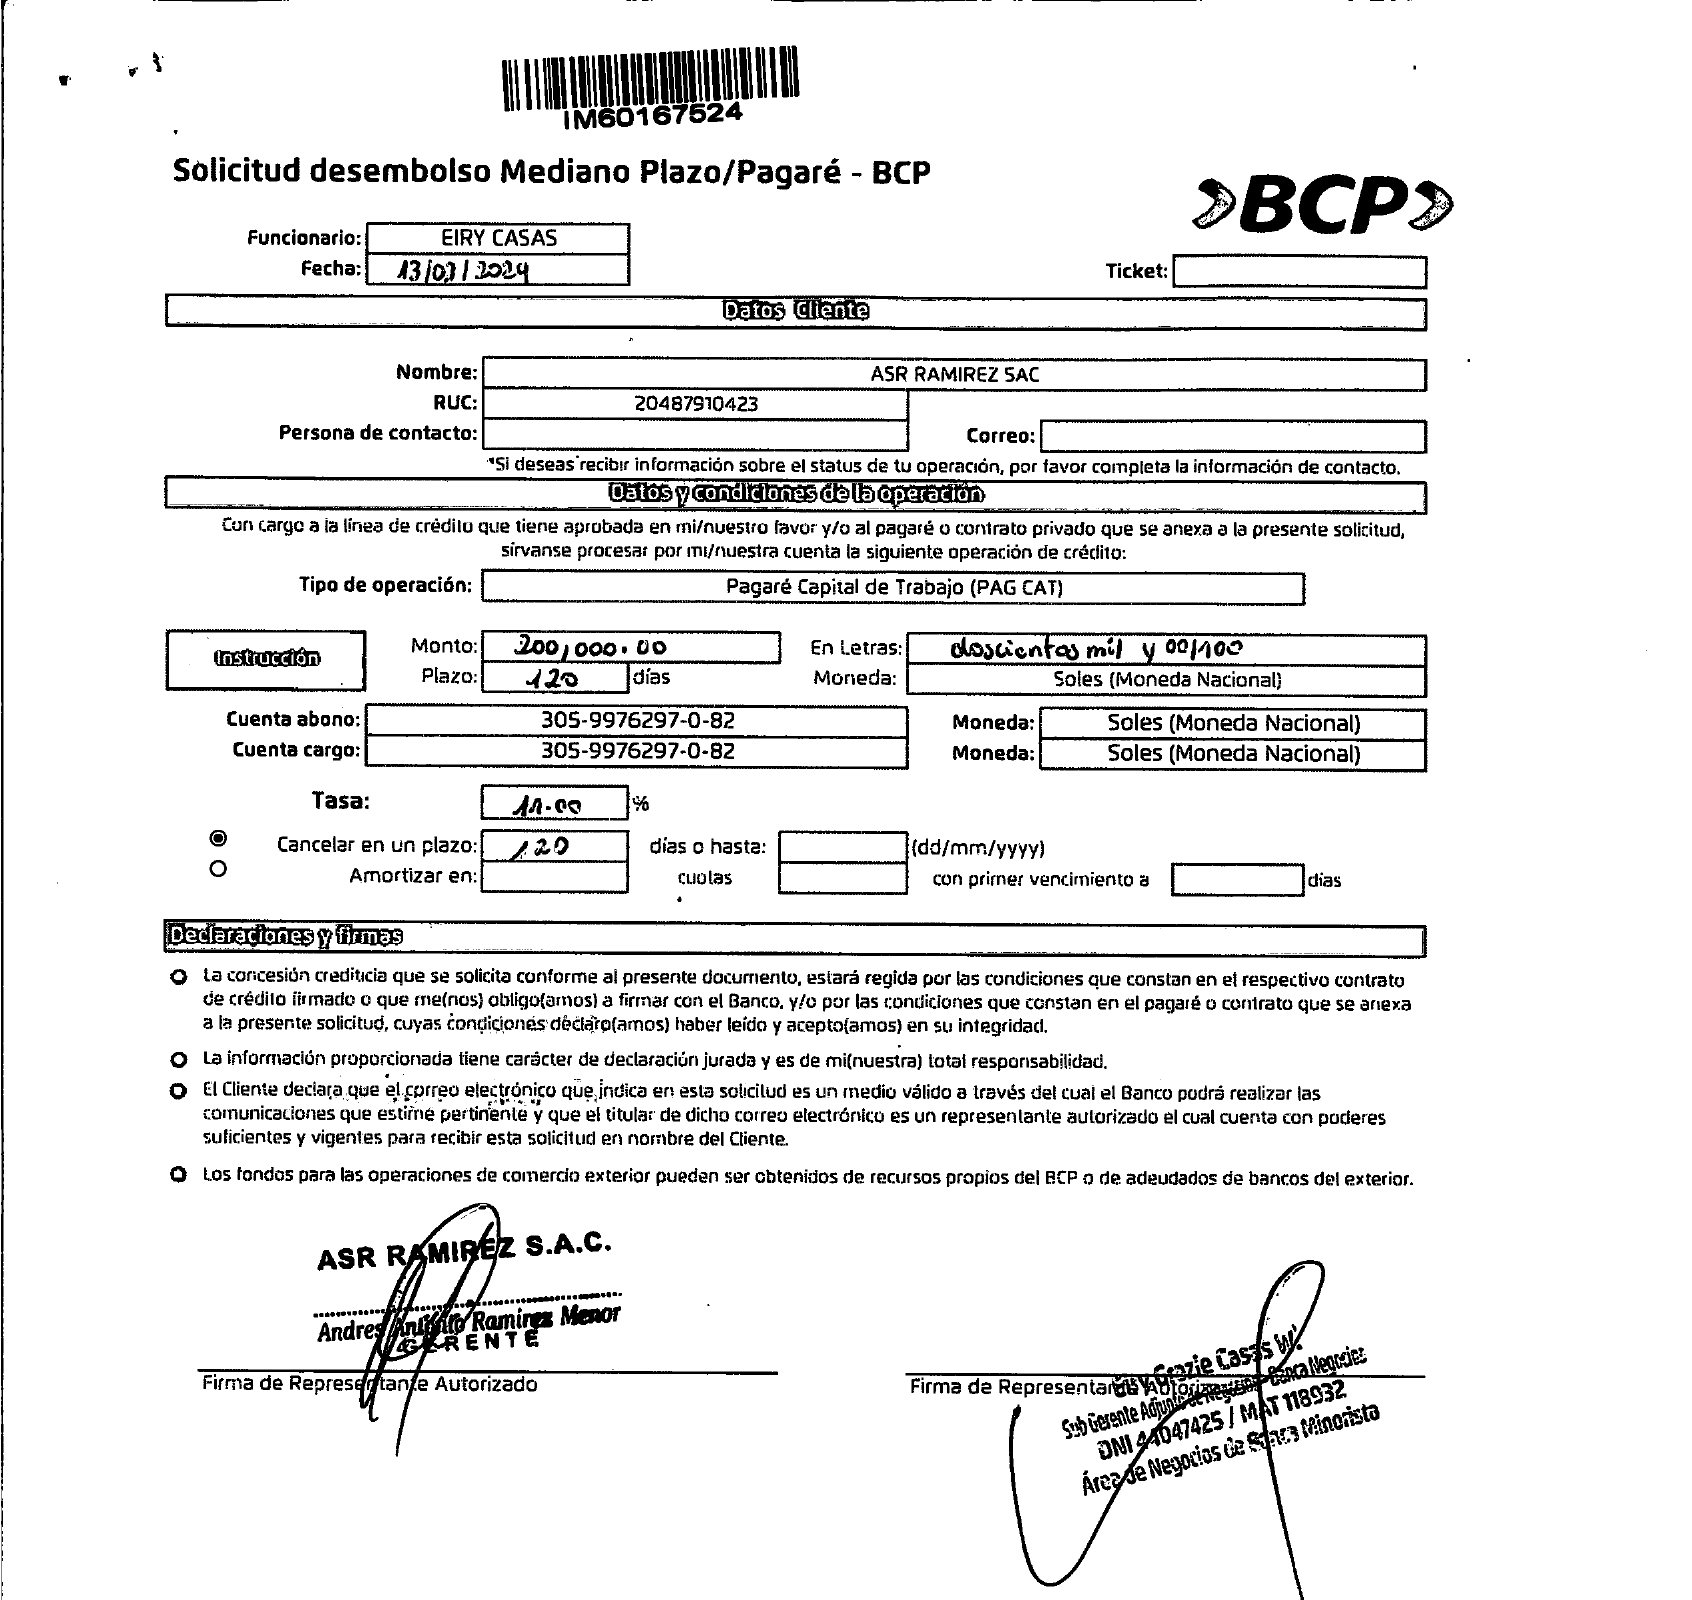 IM60167524
Solicitud desembolso Mediano Plazo/Pagaré - BCP
BCP
Funcionario: EIRY CASAS
Fecha: 13/03/2024
Ticket:
Datos Cliente
Nombre: ASR RAMIREZ SAC
RUC: 20487910423
Persona de contacto: Correo:
*Si deseas recibir información sobre el status de tu operación, por favor completa la información de contacto.
Datos y condiciones de la operación
Con cargo a la línea de crédito que tiene aprobada en mi/nuestro favor y/o al pagaré o contrato privado que se anexa a la presente solicitud,
sírvanse procesar por mi/nuestra cuenta la siguiente operación de crédito:
Tipo de operación: Pagaré Capital de Trabajo (PAG CAT)
Instrucción Monto: 200,000.00 En Letras: doscientos mil y 00/100
Plazo: 120 días Moneda: Soles (Moneda Nacional)
Cuenta abono: 305-9976297-0-82 Moneda: Soles (Moneda Nacional)
Cuenta cargo: 305-9976297-0-82 Moneda: Soles (Moneda Nacional)
Tasa: 11.00 %
Cancelar en un plazo: 120 días o hasta: (dd/mm/yyyy)
Amortizar en: cuotas con primer vencimiento a días
Declaraciones y firmas
La concesión crediticia que se solicita conforme al presente documento, estará regida por las condiciones que constan en el respectivo contrato
de crédito firmado o que me(nos) obligo(amos) a firmar con el Banco, y/o por las condiciones que constan en el pagaré o contrato que se anexa
a la presente solicitud, cuyas condiciones declaro(amos) haber leído y acepto(amos) en su integridad.
La información proporcionada tiene carácter de declaración jurada y es de mi(nuestra) total responsabilidad.
El Cliente declara que el correo electrónico que indica en esta solicitud es un medio válido a través del cual el Banco podrá realizar las
comunicaciones que estime pertinente y que el titular de dicho correo electrónico es un representante autorizado el cual cuenta con poderes
suficientes y vigentes para recibir esta solicitud en nombre del Cliente.
Los fondos para las operaciones de comercio exterior pueden ser obtenidos de recursos propios del BCP o de adeudados de bancos del exterior.
ASR RAMIREZ S.A.C.
Andres Antonio Ramirez Menor
GERENTE
Firma de Representante Autorizado
Grazie Casas W.
Firma de Representante Autorizado
Sub Gerente Adjunto de Negocios - Banca Negocios
DNI 44047425 / MAT 118932
Área de Negocios de Banca Minorista